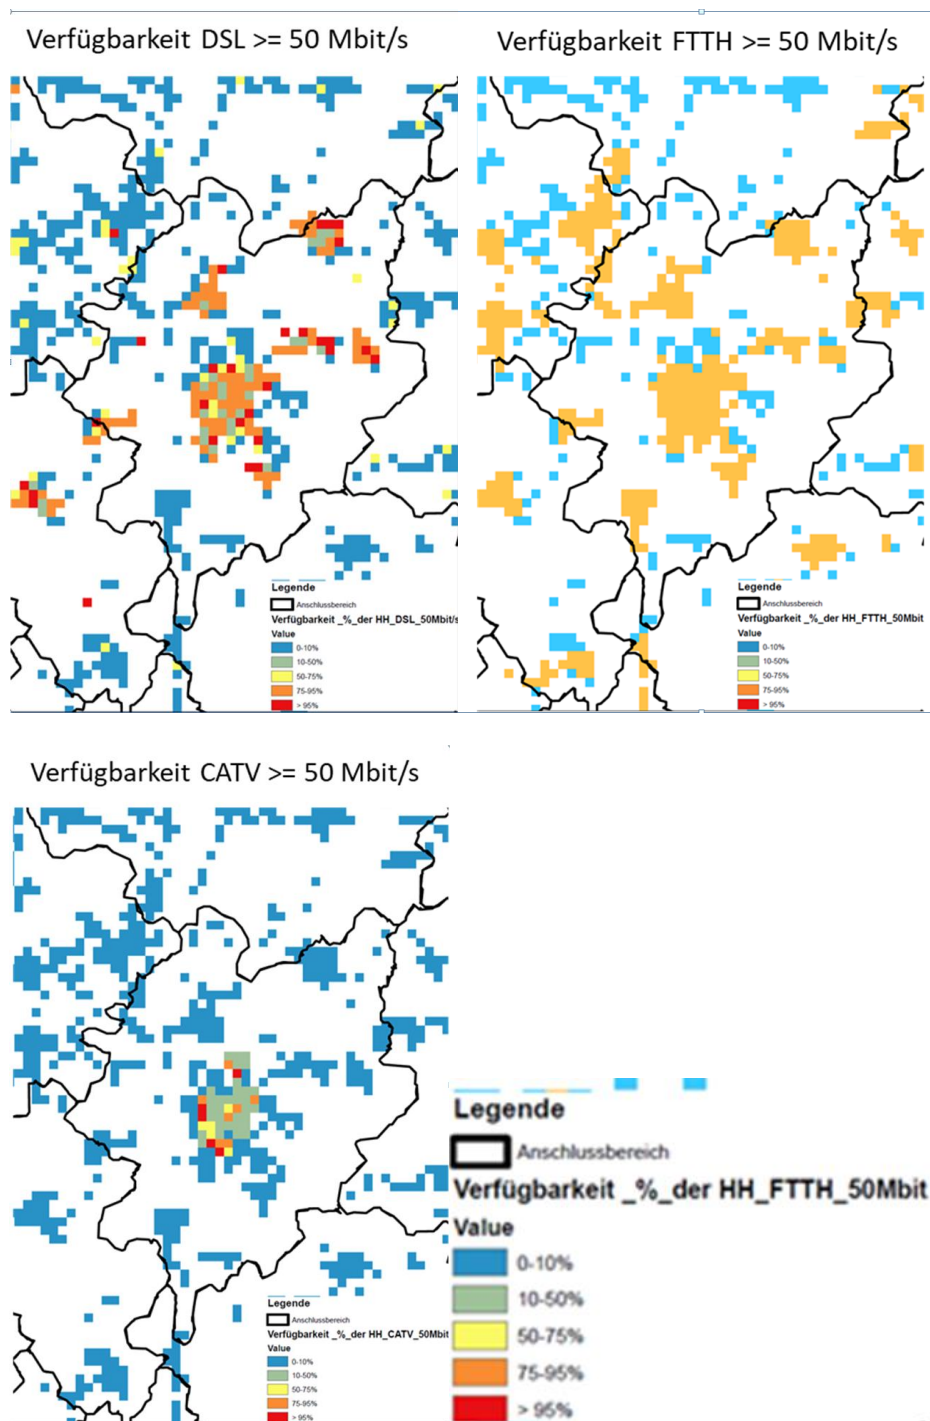 Verfügbarkeit DSL >= 50 Mbit/s
Verfügbarkeit FTTH >= 50 Mbit/s
Legende
Anschlussbereich
Verfügbarkeit _%_der HH_DSL_50Mbit/s
Value
0-10%
10-50%
50-75%
75-95%
> 95%
Legende
Anschlussbereich
Verfügbarkeit _%_der HH_FTTH_50Mbit
Value
0-10%
10-50%
50-75%
75-95%
> 95%
Verfügbarkeit CATV >= 50 Mbit/s
Legende
Anschlussbereich
Verfügbarkeit _%_der HH_CATV_50Mbit
Value
0-10%
10-50%
50-75%
75-95%
> 95%
Legende
Anschlussbereich
Verfügbarkeit _%_der HH_FTTH_50Mbit
Value
0-10%
10-50%
50-75%
75-95%
> 95%